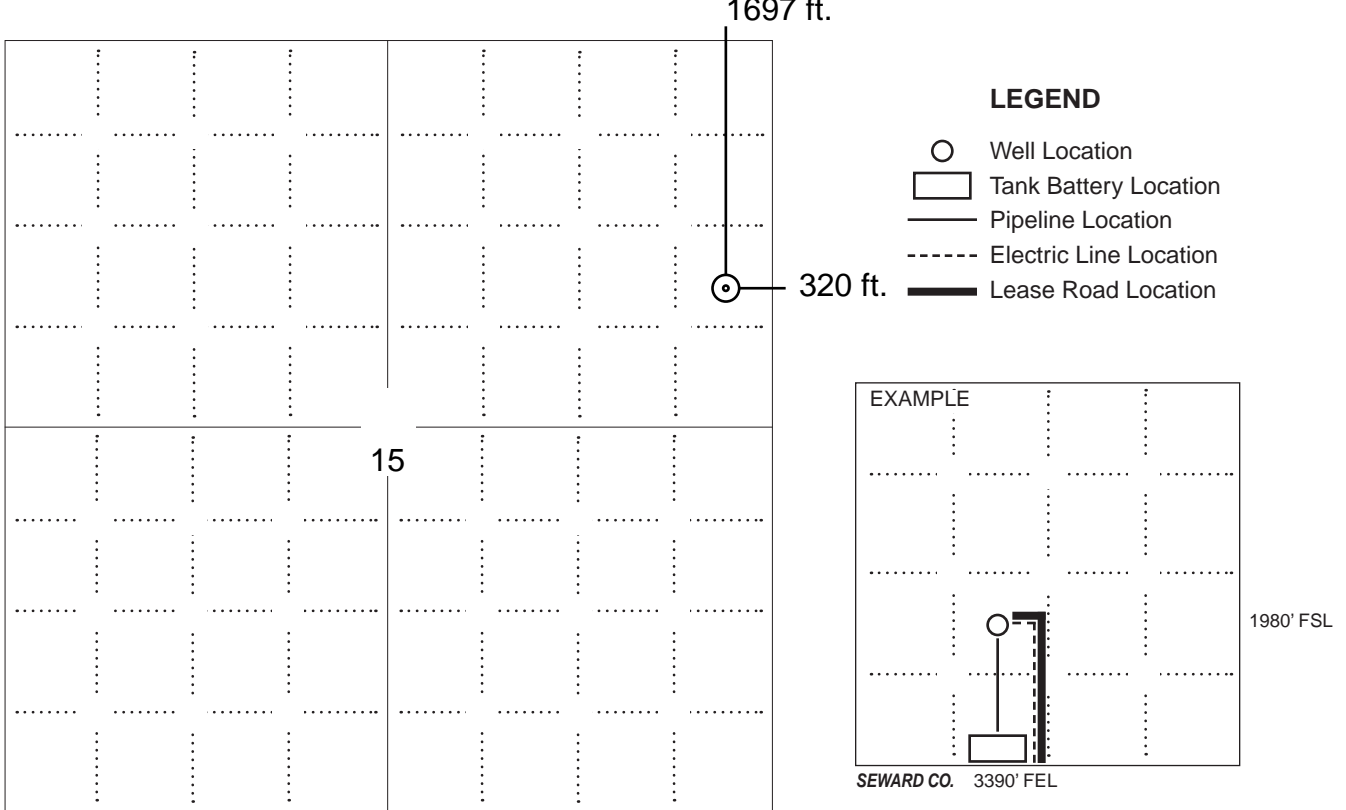 1697 ft.
LEGEND
Well Location
Tank Battery Location
Pipeline Location
Electric Line Location
320 ft.
Lease Road Location
EXAMPLE
15
1980' FSL
SEWARD CO. 3390' FEL